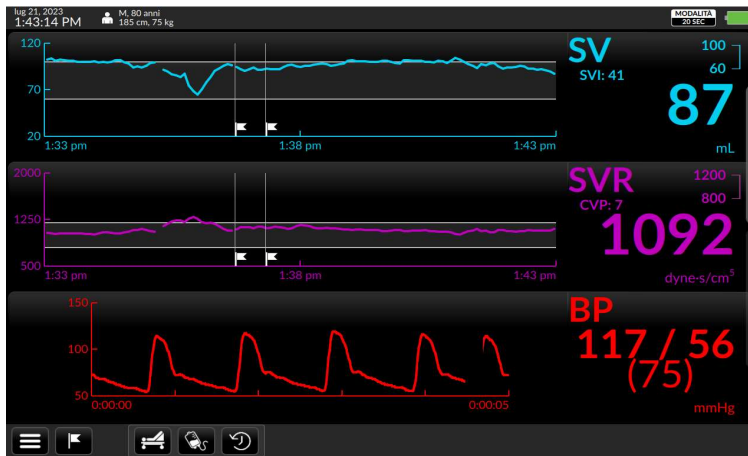 lug 21, 2023
1:43:14 PM
M, 80 anni
185 cm, 75 kg
MODALITÀ
20 SEC
120
70
20
1:33 pm
1:38 pm
1:43 pm
SV
SVI: 41
100
60
87
mL
2000
1250
500
1:33 pm
1:38 pm
1:43 pm
SVR
CVP: 7
1200
800
1092
dyne-s/cm⁵
150
100
50
0:00:00
0:00:05
BP
117 / 56
(75)
mmHg